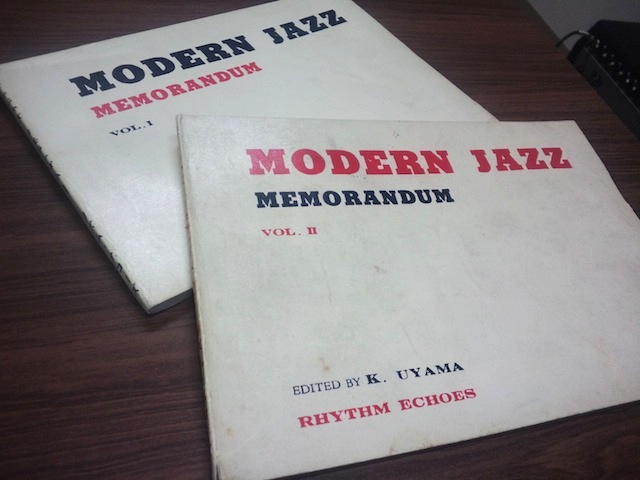 MODERN JAZZ
MEMORANDUM
VOL. I
MODERN JAZZ
MEMORANDUM
VOL. II
EDITED BY K. UYAMA
RHYTHM ECHOES